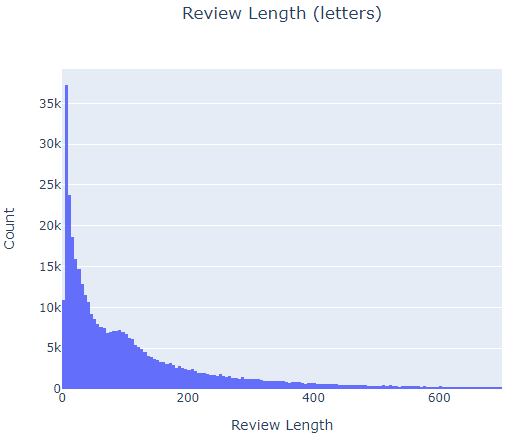 Review Length (letters)
35k
30k
25k
20k
15k
10k
5k
0
0
200
400
600
Count
Review Length